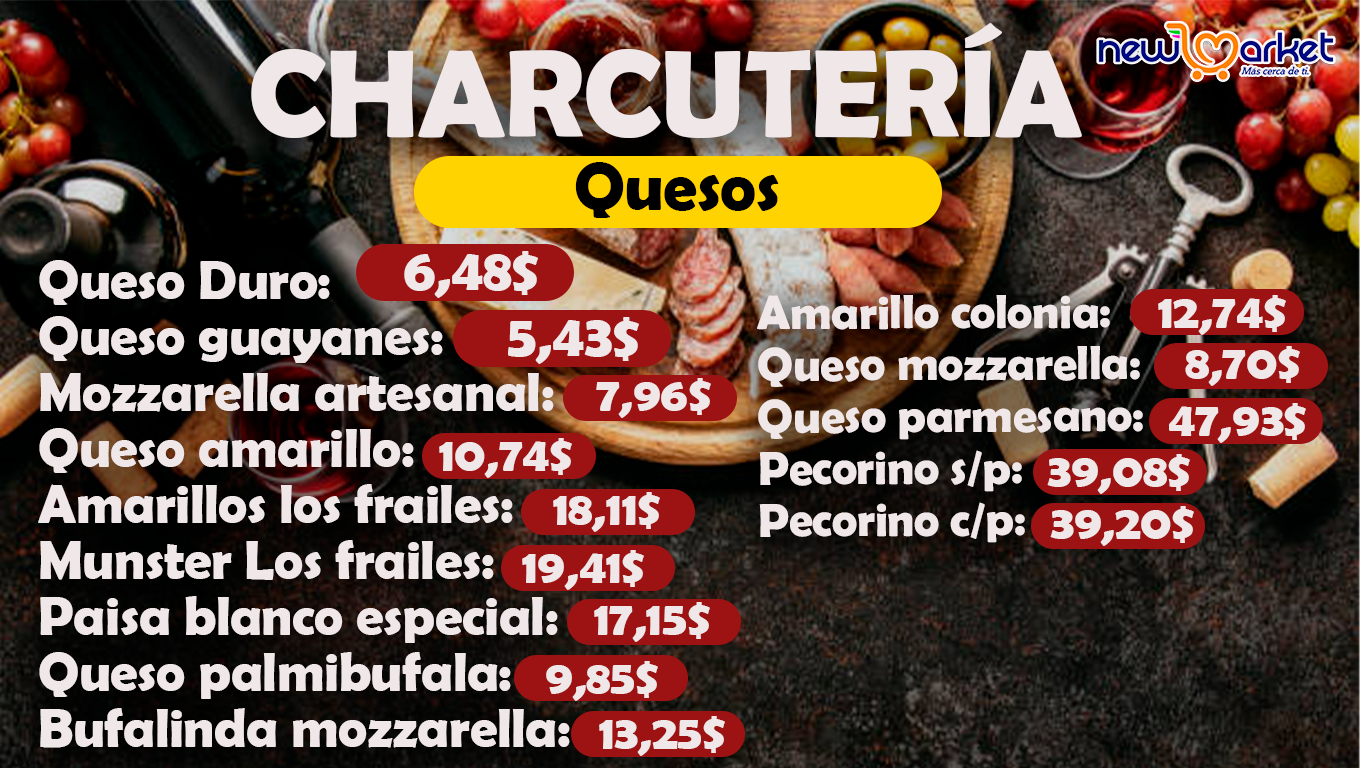 CHARCUTERÍA
new market
Más cerca de ti.
Quesos
Queso Duro: 6,48$
Queso guayanes: 5,43$
Mozzarella artesanal: 7,96$
Queso amarillo: 10,74$
Amarillos los frailes: 18,11$
Munster Los frailes: 19,41$
Paisa blanco especial: 17,15$
Queso palmibufala: 9,85$
Bufalinda mozzarella: 13,25$
Amarillo colonia: 12,74$
Queso mozzarella: 8,70$
Queso parmesano: 47,93$
Pecorino s/p: 39,08$
Pecorino c/p: 39,20$